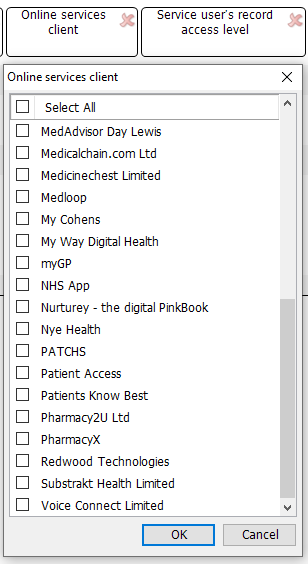 Online services
client
Service user's record
access level
Online services client
Select All
MedAdvisor Day Lewis
Medicalchain.com Ltd
Medicinechest Limited
Medloop
My Cohens
My Way Digital Health
myGP
NHS App
Nurturey - the digital PinkBook
Nye Health
PATCHS
Patient Access
Patients Know Best
Pharmacy2U Ltd
PharmacyX
Redwood Technologies
Substrakt Health Limited
Voice Connect Limited
OK
Cancel